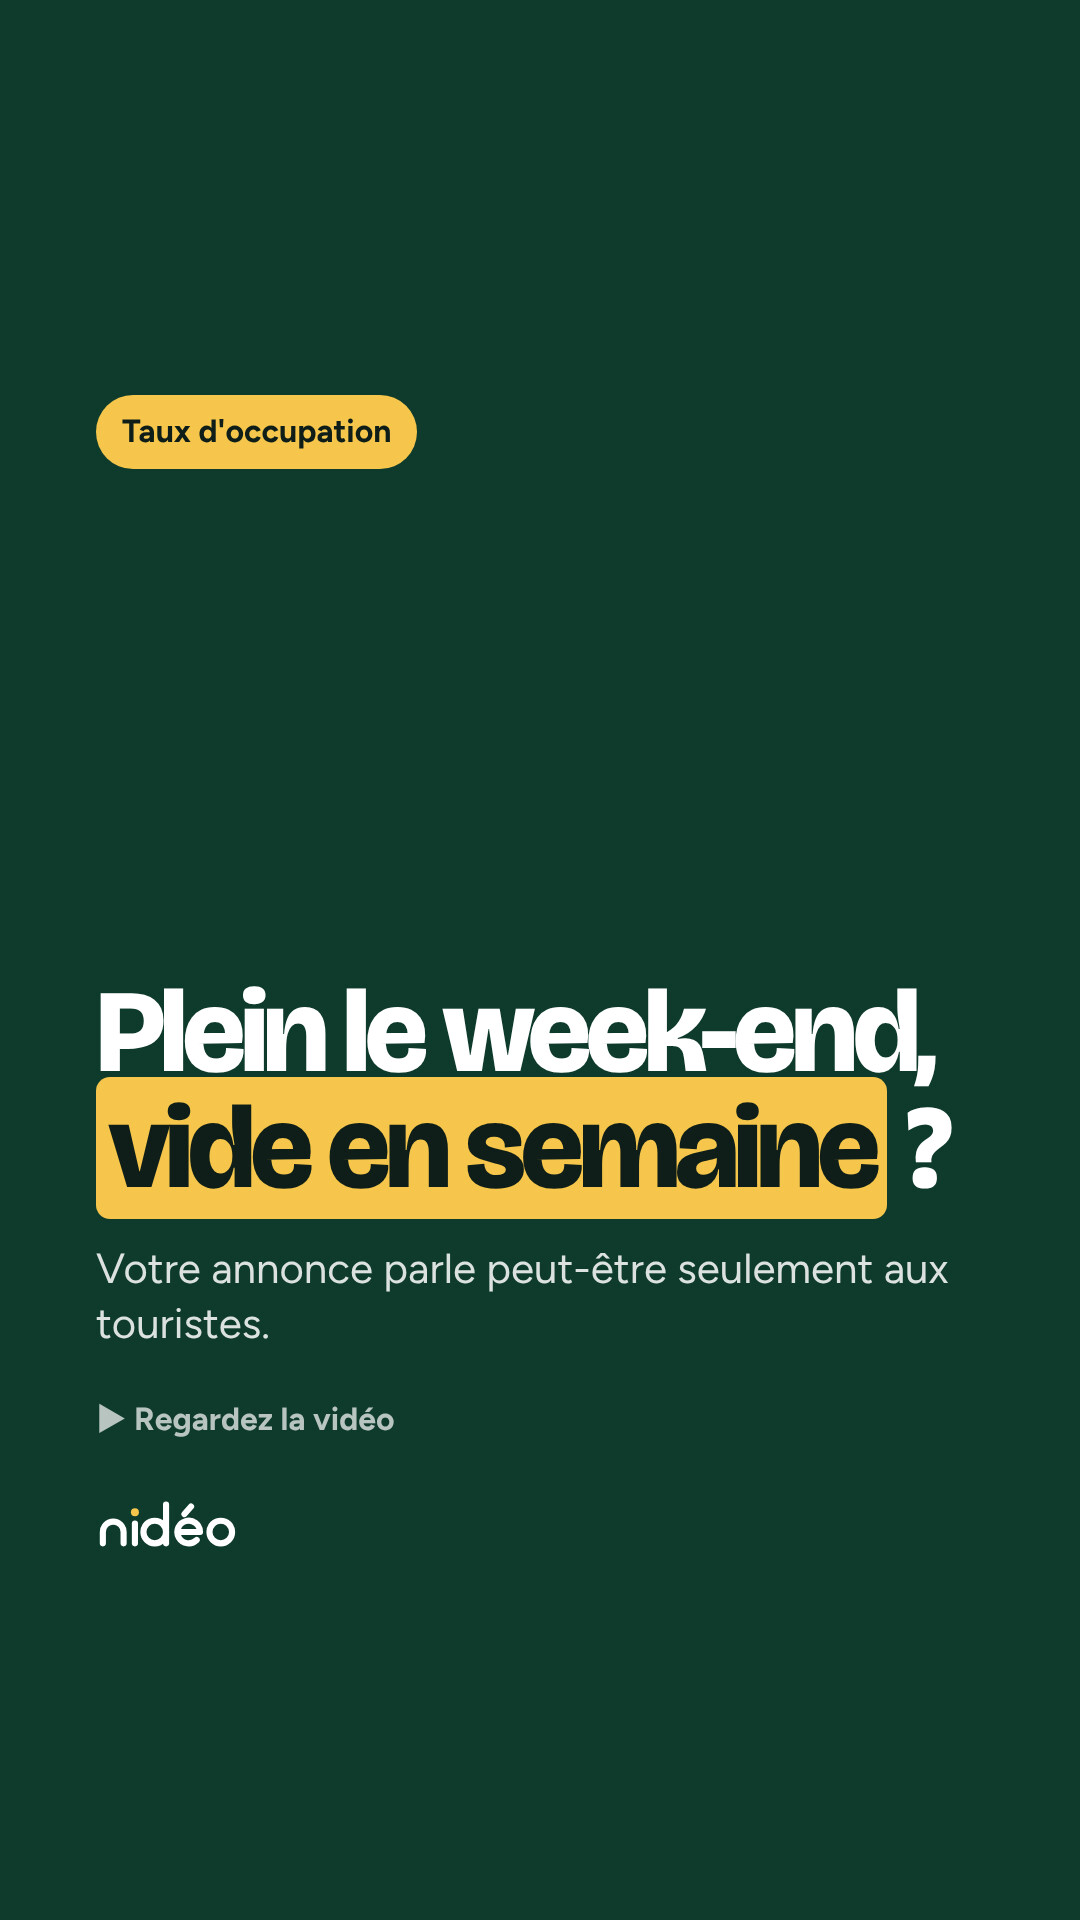 Taux d'occupation
Plein le week-end,
vide en semaine ?
Votre annonce parle peut-être seulement aux
touristes.
▶ Regardez la vidéo
nidéo